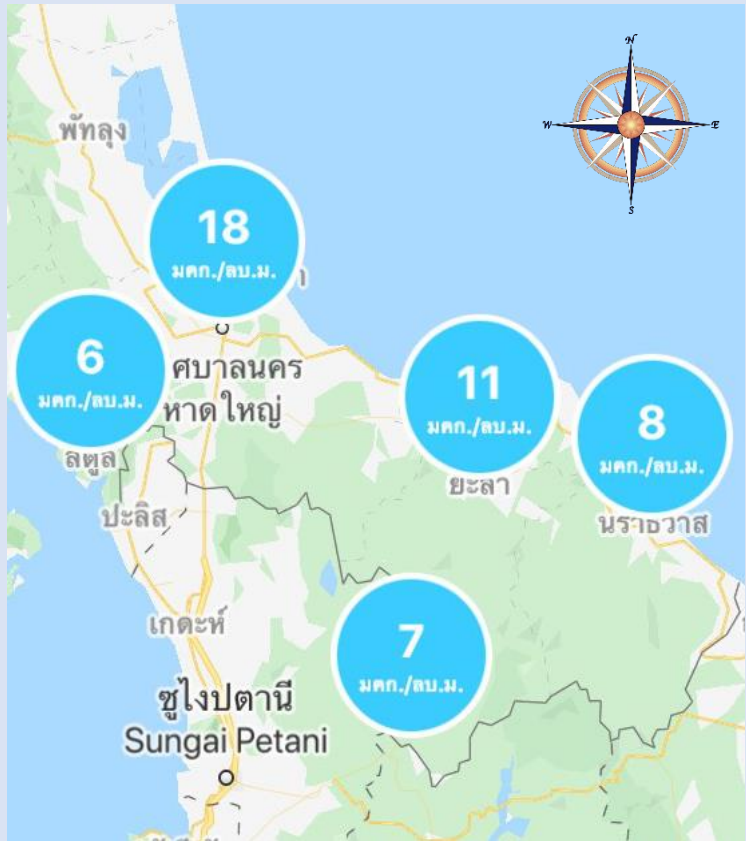 N
W E
S
พัทลุง
18
มคก./ลบ.ม.
6
มคก./ลบ.ม.
ศบาลนคร
หาดใหญ่
11
มคก./ลบ.ม.
8
มคก./ลบ.ม.
สตูล
ยะลา
ปะลิส
นราธิวาส
เกดะห์
7
มคก./ลบ.ม.
ซูไงปตานี
Sungai Petani